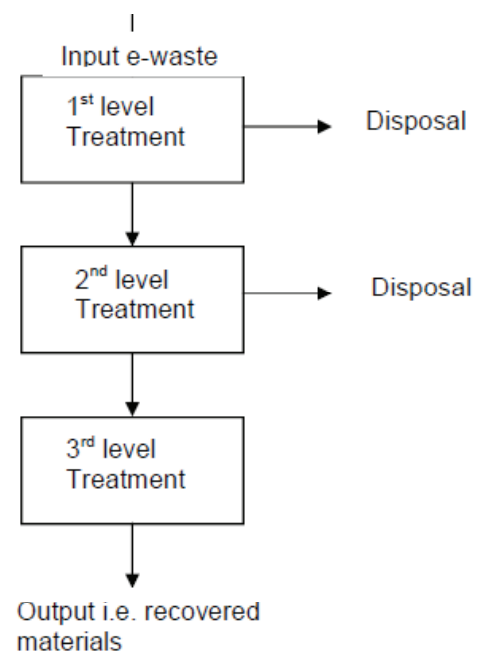 Input e-waste
1st level
Treatment
Disposal
2nd level
Treatment
Disposal
3rd level
Treatment
Output i.e. recovered
materials